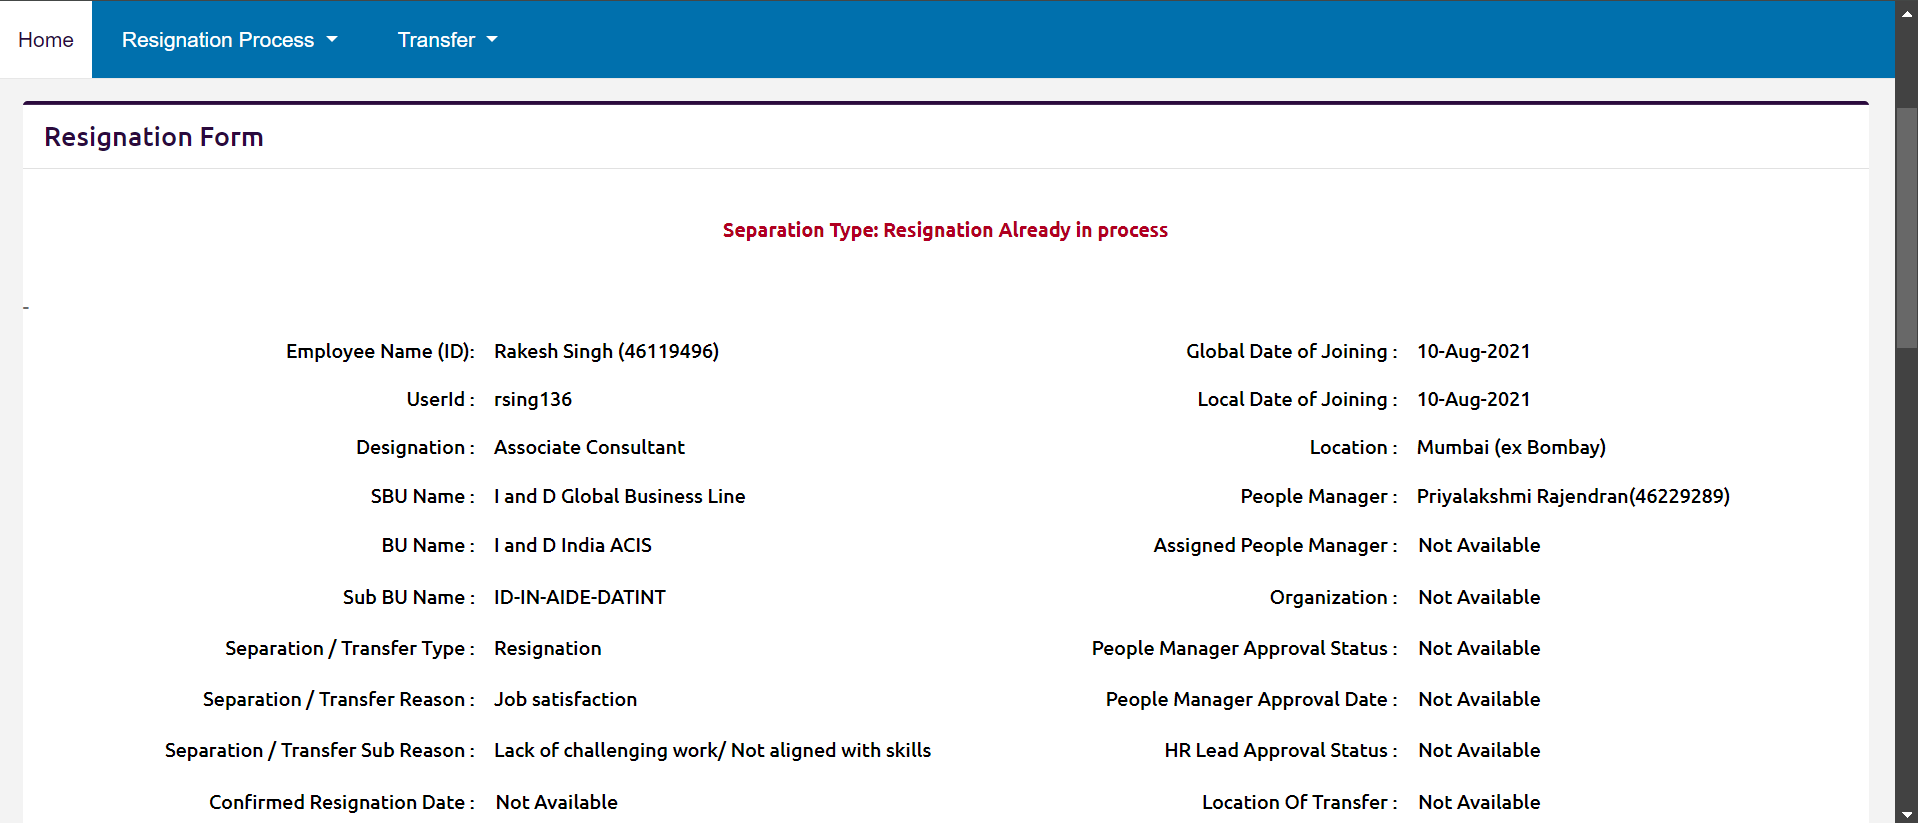 Home Resignation Process Transfer
Resignation Form
Separation Type: Resignation Already in process
-
Employee Name (ID): Rakesh Singh (46119496) Global Date of Joining : 10-Aug-2021
UserId : rsing136 Local Date of Joining : 10-Aug-2021
Designation : Associate Consultant Location : Mumbai (ex Bombay)
SBU Name : I and D Global Business Line People Manager : Priyalakshmi Rajendran(46229289)
BU Name : I and D India ACIS Assigned People Manager : Not Available
Sub BU Name : ID-IN-AIDE-DATINT Organization : Not Available
Separation / Transfer Type : Resignation People Manager Approval Status : Not Available
Separation / Transfer Reason : Job satisfaction People Manager Approval Date : Not Available
Separation / Transfer Sub Reason : Lack of challenging work/ Not aligned with skills HR Lead Approval Status : Not Available
Confirmed Resignation Date : Not Available Location Of Transfer : Not Available